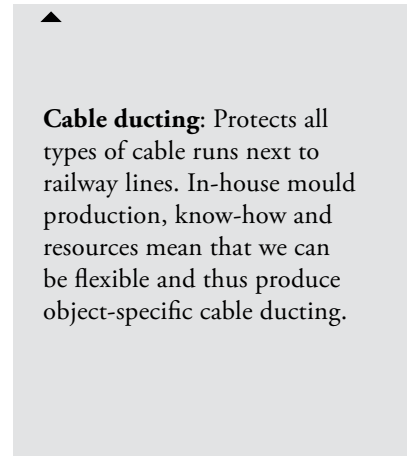 Cable ducting: Protects all
types of cable runs next to
railway lines. In-house mould
production, know-how and
resources mean that we can
be flexible and thus produce
object-specific cable ducting.